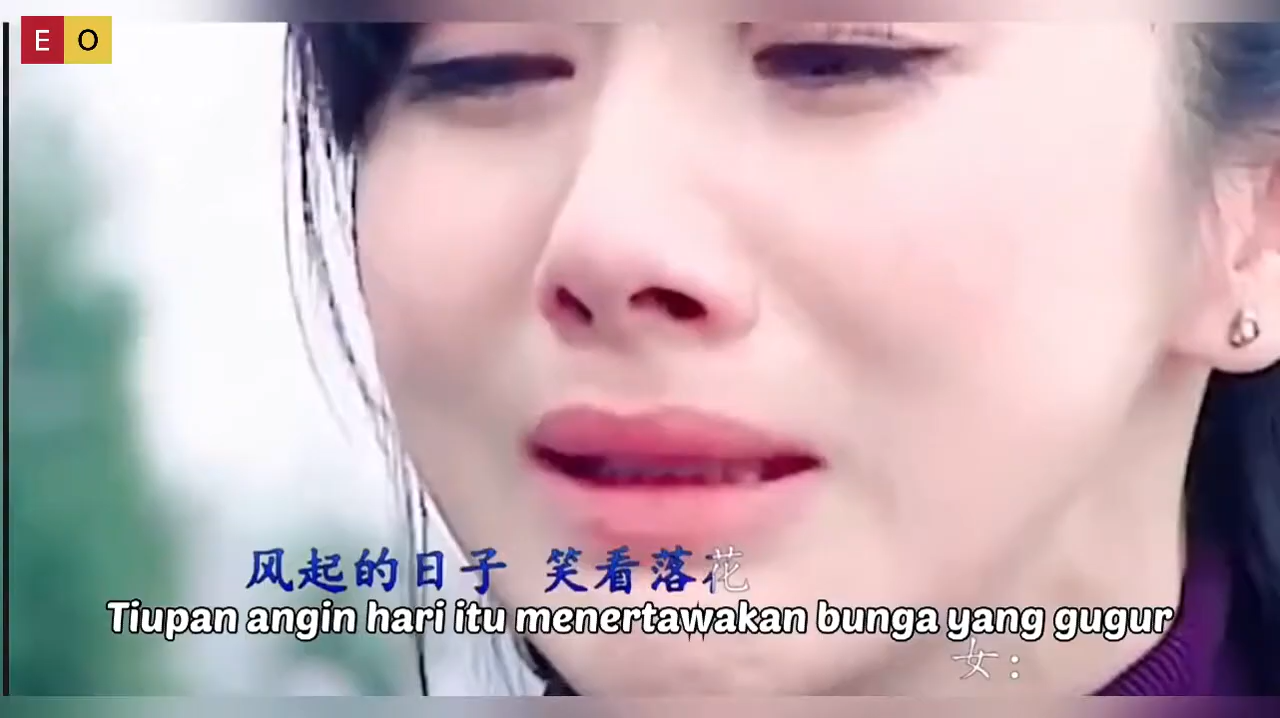 E O
风起的日子 笑看落花
Tiupan angin hari itu menertawakan bunga yang gugur
女：